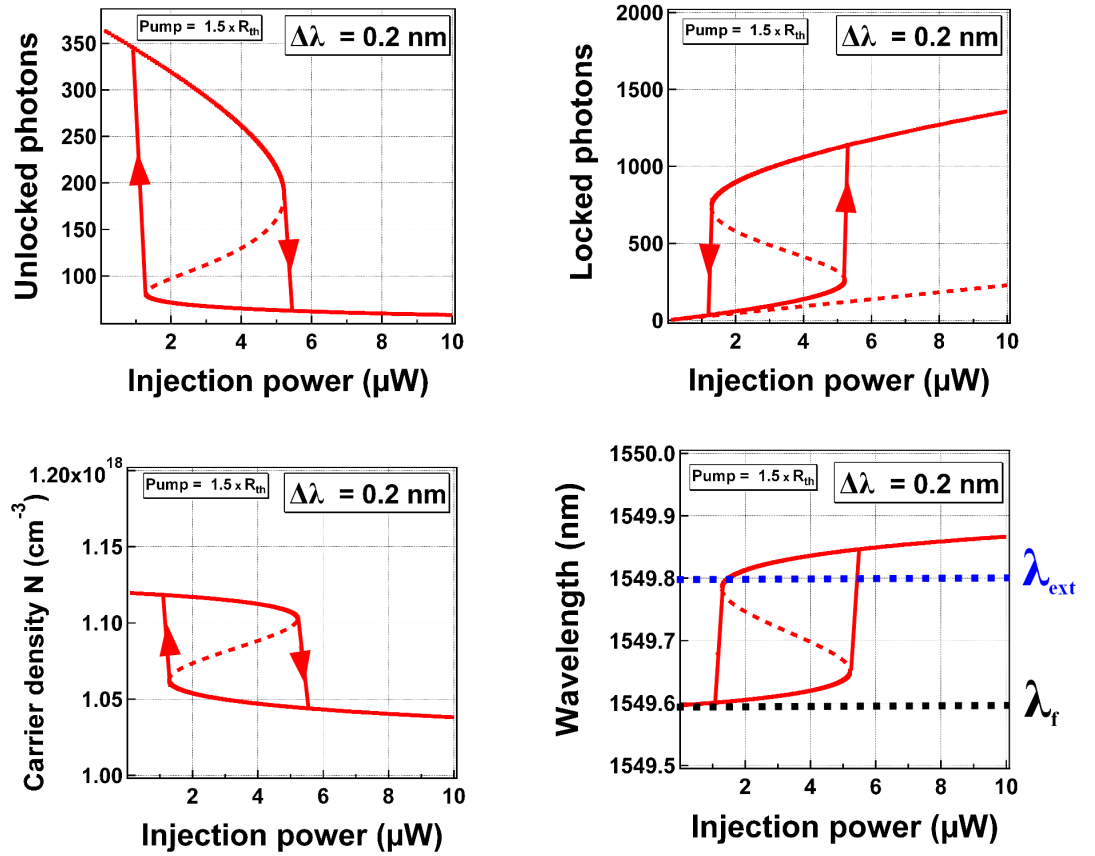 Unlocked photons
350
300
250
200
150
100
Pump = 1.5 x Rth
Δλ = 0.2 nm
2
4
6
8
10
Injection power (µW)
Locked photons
2000
1500
1000
500
0
Pump = 1.5 x Rth
Δλ = 0.2 nm
2
4
6
8
10
Injection power (µW)
Carrier density N (cm-3)
1.20x10^18
1.15
1.10
1.05
1.00
Pump = 1.5 x Rth
Δλ = 0.2 nm
0
2
4
6
8
10
Injection power (µW)
Wavelength (nm)
1550.0
1549.9
1549.8
1549.7
1549.6
1549.5
Pump = 1.5 x Rth
Δλ = 0.2 nm
0
2
4
6
8
10
Injection power (µW)
λext
λf